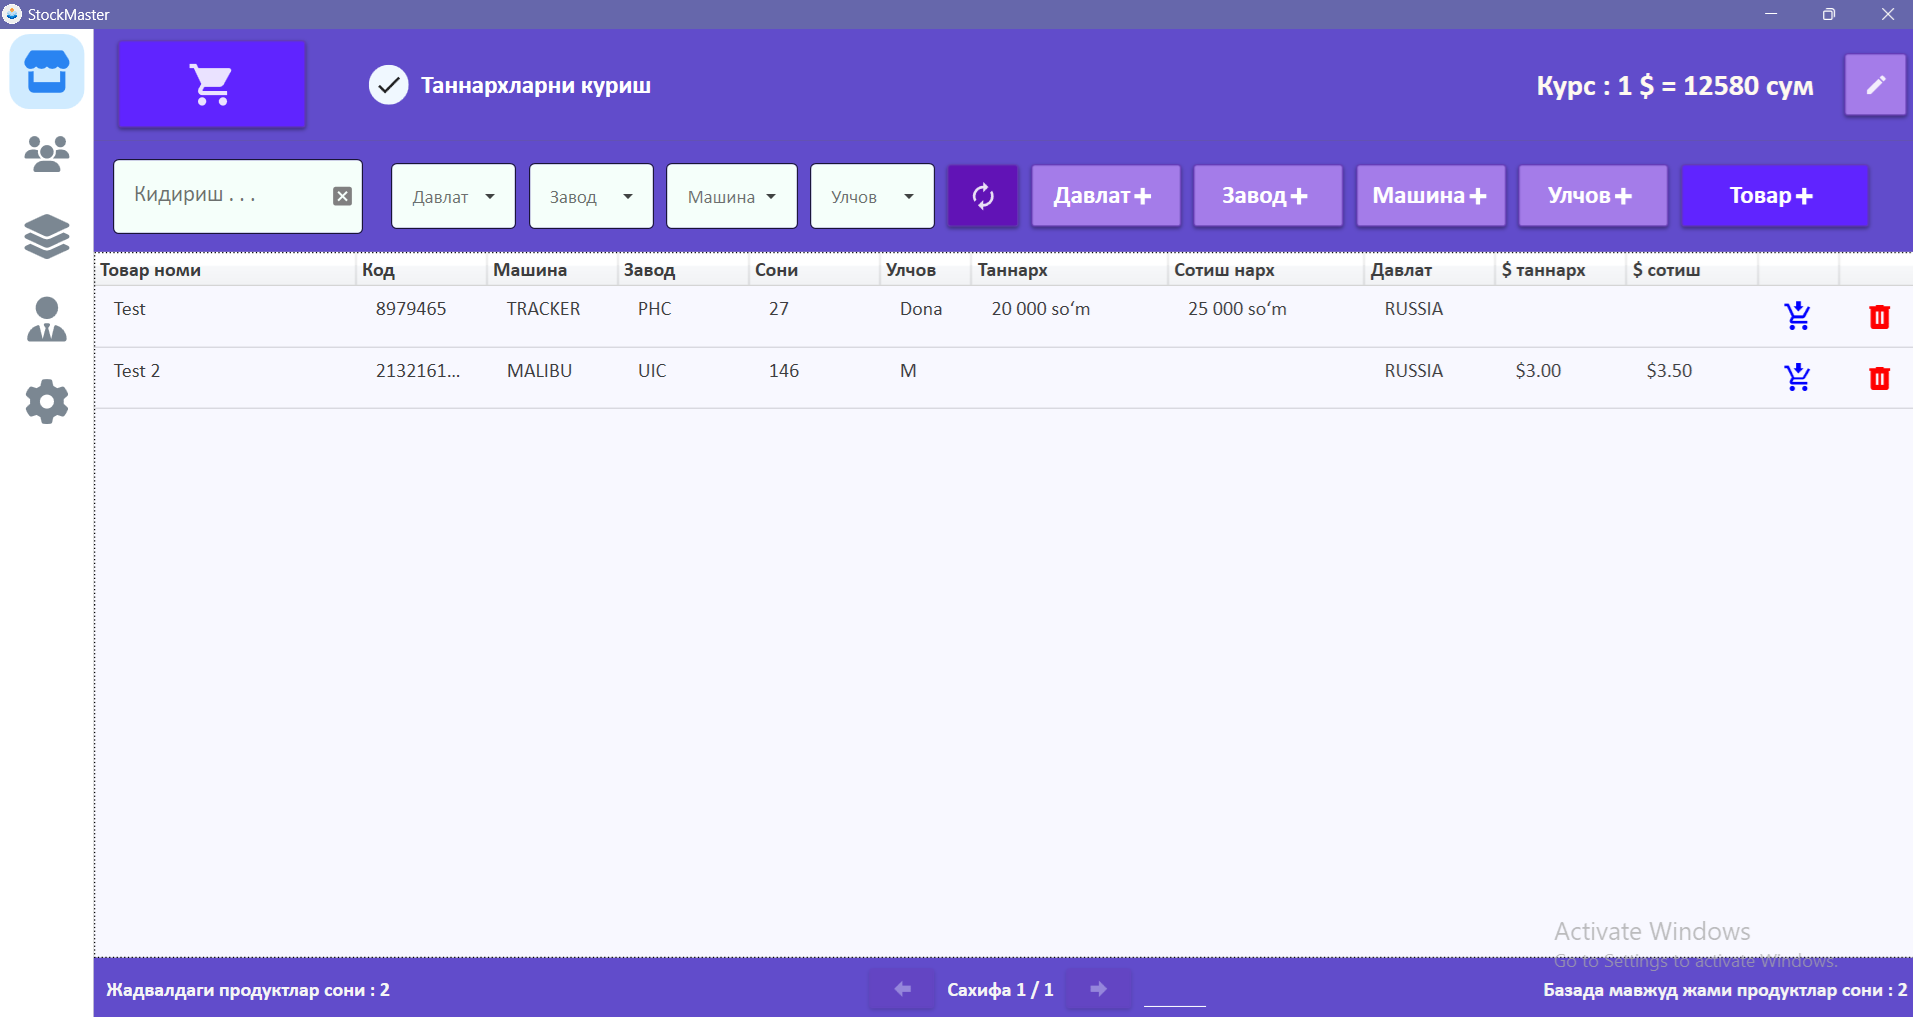 StockMaster
Таннархларни куриш
Курс : 1 $ = 12580 сум
Кидириш . . .
Давлат
Завод
Машина
Улчов
Давлат+
Завод+
Машина+
Улчов+
Товар+
Товар номи Код Машина Завод Сони Улчов Таннарх Сотиш нарх Давлат $ таннарх $ сотиш
Test 8979465 TRACKER PHC 27 Dona 20 000 soʻm 25 000 soʻm RUSSIA
Test 2 2132161... MALIBU UIC 146 M RUSSIA $3.00 $3.50
Activate Windows
Go to Settings to activate Windows.
Жадвалдаги продуктлар сони : 2
Сахифа 1 / 1
Базада мавжуд жами продуктлар сони : 2